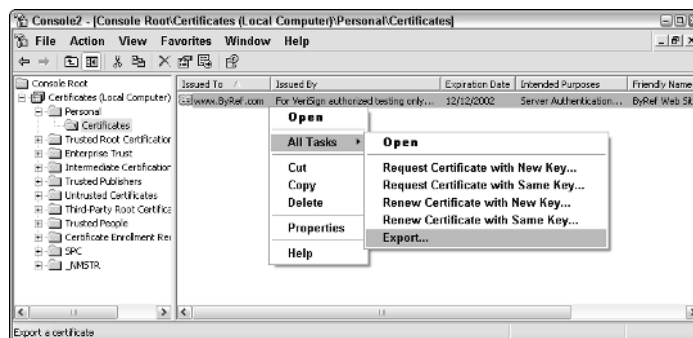 Console2 - [Console Root\Certificates (Local Computer)\Personal\Certificates]
File Action View Favorites Window Help
Console Root
Certificates (Local Computer)
Personal
Certificates
Trusted Root Certification
Enterprise Trust
Intermediate Certification
Trusted Publishers
Untrusted Certificates
Third-Party Root Certifica
Trusted People
Certificate Enrollment Re
SPC
_NMSTR
Issued To Issued By Expiration Date Intended Purposes Friendly Name
www.ByRef.com For VeriSign authorized testing only... 12/12/2002 Server Authentication... ByRef Web Sit
Open
All Tasks
Cut
Copy
Delete
Properties
Help
Open
Request Certificate with New Key...
Request Certificate with Same Key...
Renew Certificate with New Key...
Renew Certificate with Same Key...
Export...
Export a certificate